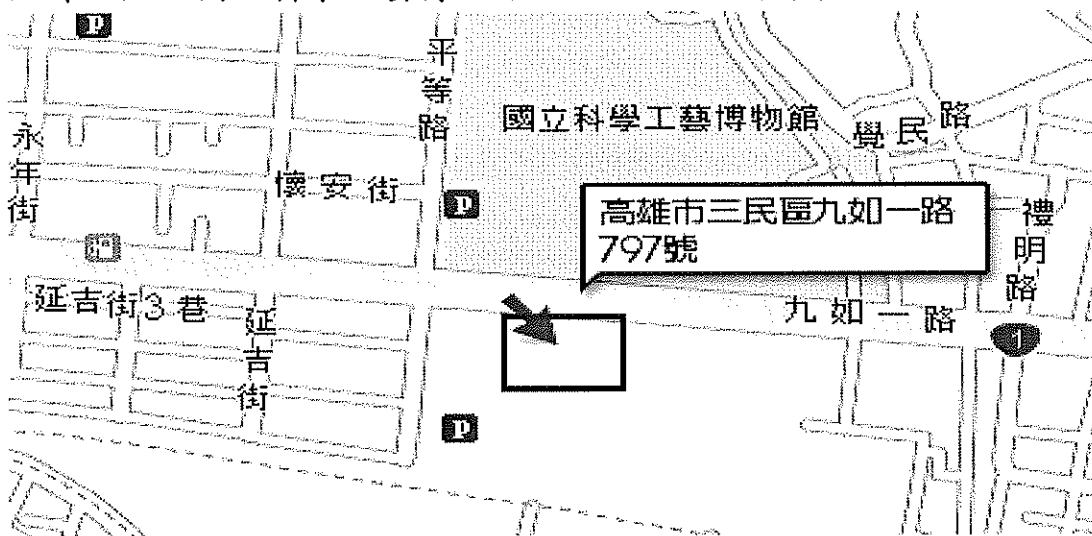 P
平等路
國立科學工藝博物館
覺民路
永年街
懷安街
P
高雄市三民區九如一路
797號
禮明路
延吉街3巷
延吉街
九如一路
1
P